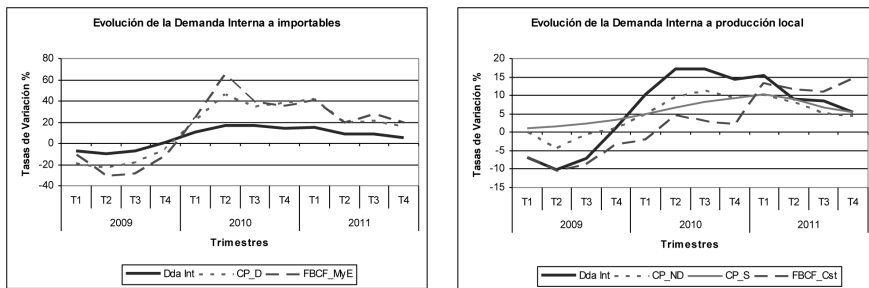 Evolución de la Demanda Interna a importables
Tasas de Variación %
80
60
40
20
0
-20
-40
T1 T2 T3 T4 T1 T2 T3 T4 T1 T2 T3 T4
2009 2010 2011
Trimestres
Dda Int CP_D FBCF_MyE
Evolución de la Demanda Interna a producción local
Tasas de Variación %
20
15
10
5
0
-5
-10
-15
T1 T2 T3 T4 T1 T2 T3 T4 T1 T2 T3 T4
2009 2010 2011
Trimestres
Dda Int CP_ND CP_S FBCF_Cst